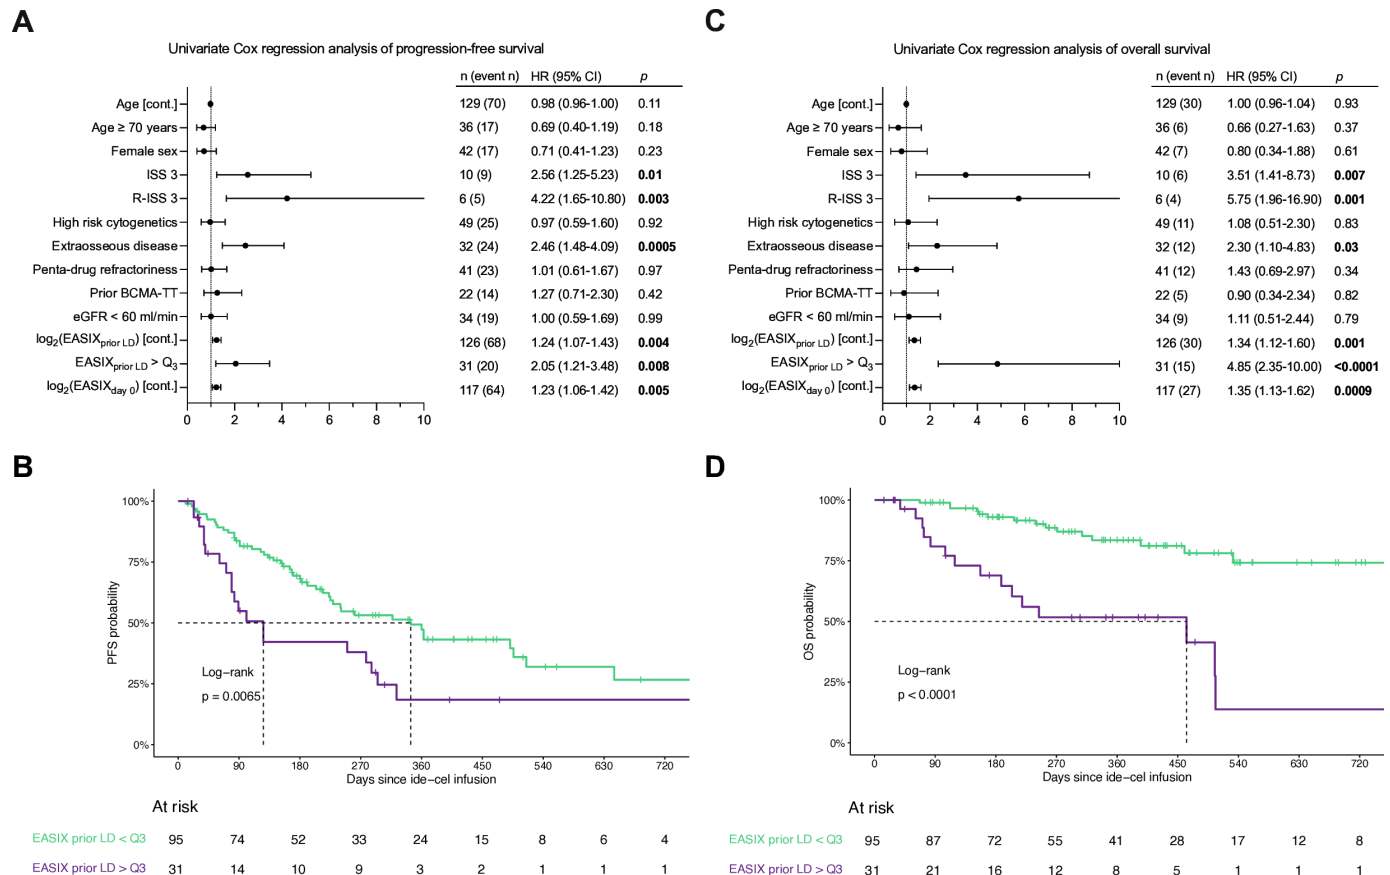 A
Univariate Cox regression analysis of progression-free survival
n (event n) HR (95% CI) p
Age [cont.] 129 (70) 0.98 (0.96-1.00) 0.11
Age ≥ 70 years 36 (17) 0.69 (0.40-1.19) 0.18
Female sex 42 (17) 0.71 (0.41-1.23) 0.23
ISS 3 10 (9) 2.56 (1.25-5.23) 0.01
R-ISS 3 6 (5) 4.22 (1.65-10.80) 0.003
High risk cytogenetics 49 (25) 0.97 (0.59-1.60) 0.92
Extraosseous disease 32 (24) 2.46 (1.48-4.09) 0.0005
Penta-drug refractoriness 41 (23) 1.01 (0.61-1.67) 0.97
Prior BCMA-TT 22 (14) 1.27 (0.71-2.30) 0.42
eGFR < 60 ml/min 34 (19) 1.00 (0.59-1.69) 0.99
log2(EASIXprior LD) [cont.] 126 (68) 1.24 (1.07-1.43) 0.004
EASIXprior LD > Q3 31 (20) 2.05 (1.21-3.48) 0.008
log2(EASIXday 0) [cont.] 117 (64) 1.23 (1.06-1.42) 0.005
0 2 4 6 8 10
C
Univariate Cox regression analysis of overall survival
n (event n) HR (95% CI) p
Age [cont.] 129 (30) 1.00 (0.96-1.04) 0.93
Age ≥ 70 years 36 (6) 0.66 (0.27-1.63) 0.37
Female sex 42 (7) 0.80 (0.34-1.88) 0.61
ISS 3 10 (6) 3.51 (1.41-8.73) 0.007
R-ISS 3 6 (4) 5.75 (1.96-16.90) 0.001
High risk cytogenetics 49 (11) 1.08 (0.51-2.30) 0.83
Extraosseous disease 32 (12) 2.30 (1.10-4.83) 0.03
Penta-drug refractoriness 41 (12) 1.43 (0.69-2.97) 0.34
Prior BCMA-TT 22 (5) 0.90 (0.34-2.34) 0.82
eGFR < 60 ml/min 34 (9) 1.11 (0.51-2.44) 0.79
log2(EASIXprior LD) [cont.] 126 (30) 1.34 (1.12-1.60) 0.001
EASIXprior LD > Q3 31 (15) 4.85 (2.35-10.00) <0.0001
log2(EASIXday 0) [cont.] 117 (27) 1.35 (1.13-1.62) 0.0009
0 2 4 6 8 10
B
PFS probability
100%
75%
50%
25%
0%
Log-rank
p = 0.0065
0 90 180 270 360 450 540 630 720
Days since ide-cel infusion
At risk
EASIX prior LD < Q3 95 74 52 33 24 15 8 6 4
EASIX prior LD > Q3 31 14 10 9 3 2 1 1 1
D
OS probability
100%
75%
50%
25%
0%
Log-rank
p < 0.0001
0 90 180 270 360 450 540 630 720
Days since ide-cel infusion
At risk
EASIX prior LD < Q3 95 87 72 55 41 28 17 12 8
EASIX prior LD > Q3 31 21 16 12 8 5 1 1 1